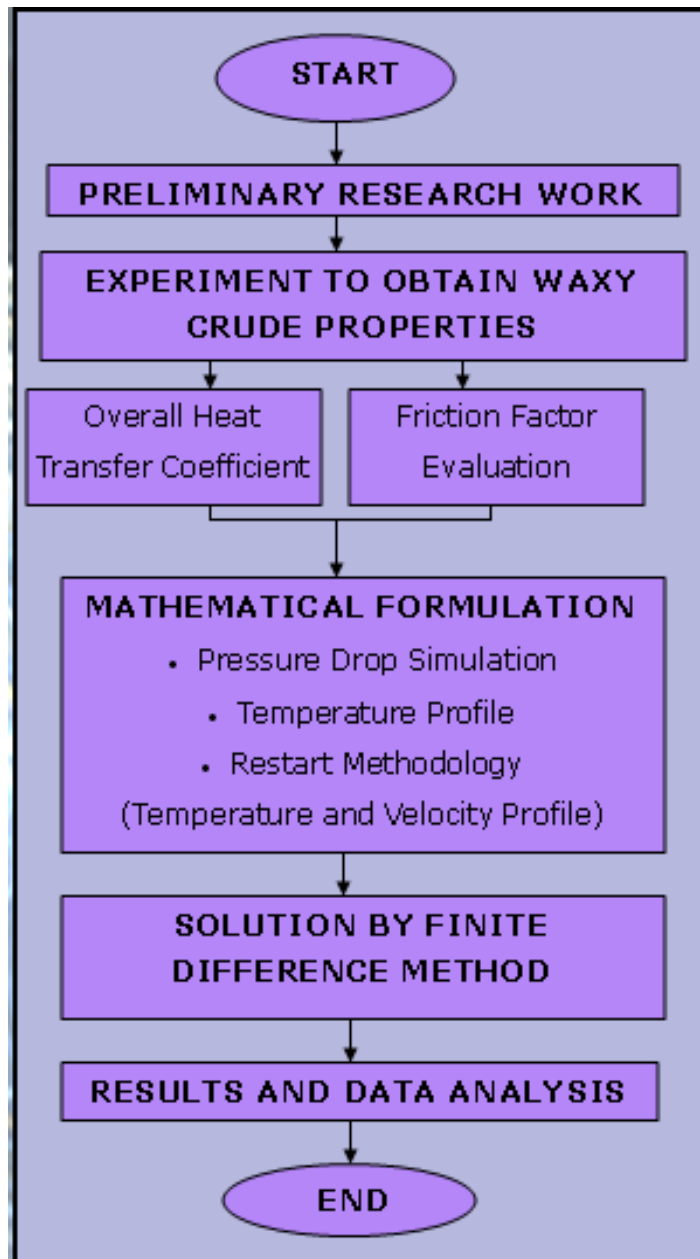 START
PRELIMINARY RESEARCH WORK
EXPERIMENT TO OBTAIN WAXY
CRUDE PROPERTIES
Overall Heat
Transfer Coefficient
Friction Factor
Evaluation
MATHEMATICAL FORMULATION
• Pressure Drop Simulation
• Temperature Profile
• Restart Methodology
(Temperature and Velocity Profile)
SOLUTION BY FINITE
DIFFERENCE METHOD
RESULTS AND DATA ANALYSIS
END